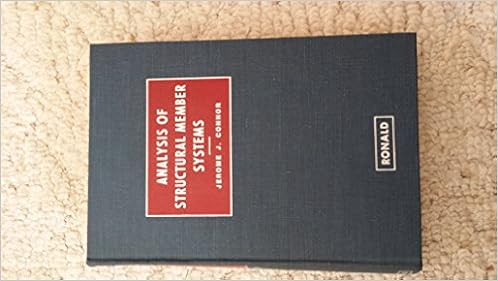 ANALYSIS OF
STRUCTURAL MEMBER
SYSTEMS
JEROME J. CONNOR
RONALD